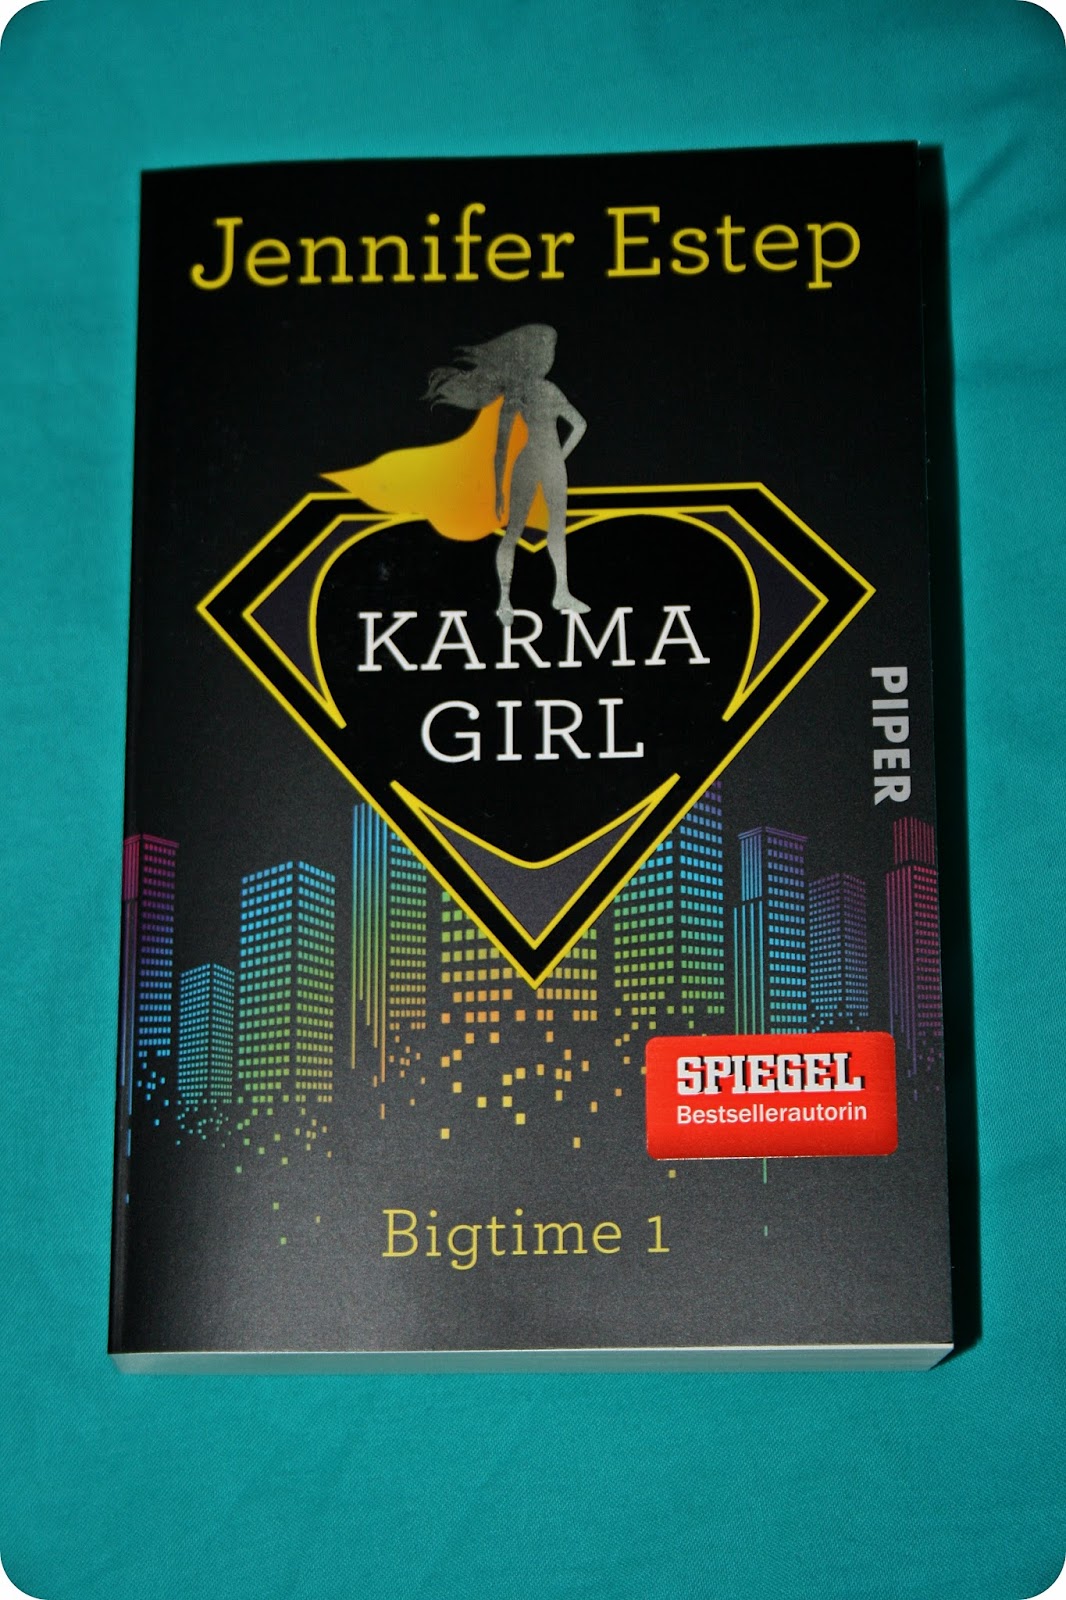 Jennifer Estep
KARMA
GIRL
PIPER
SPIEGEL
Bestsellerautorin
Bigtime 1